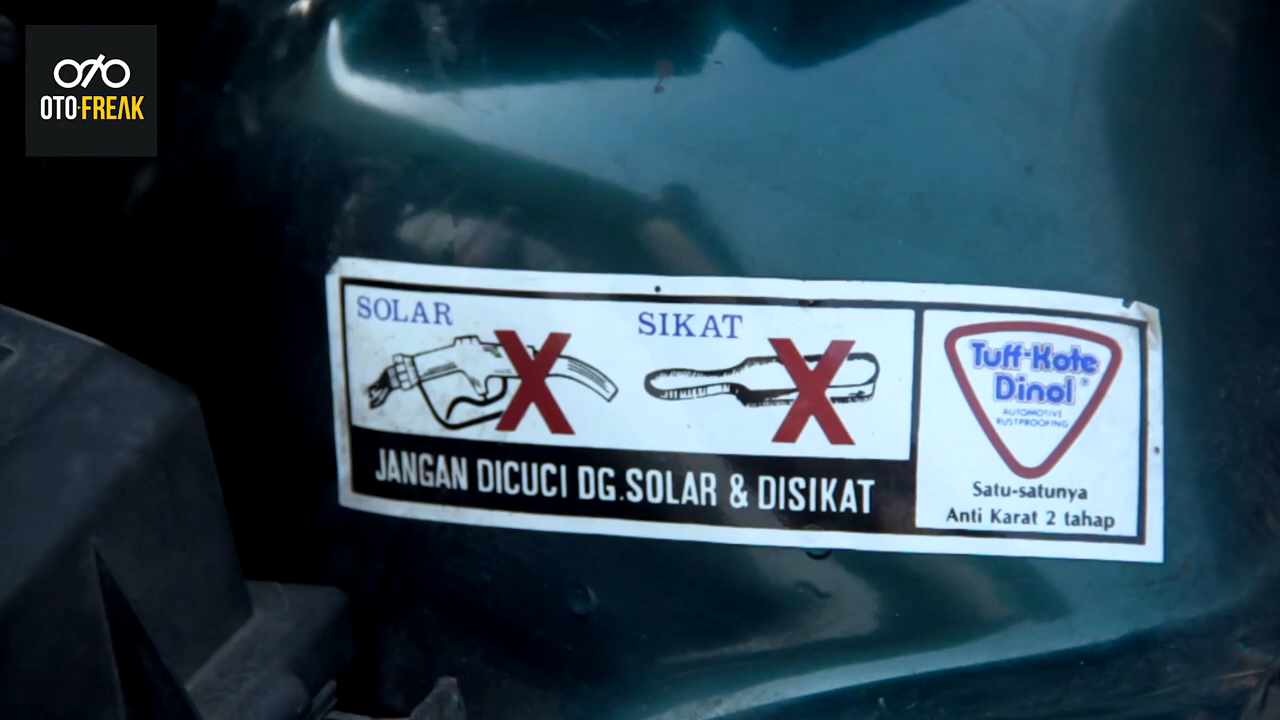 OTO-FREAK
SOLAR
SIKAT
X X
JANGAN DICUCI DG.SOLAR & DISIKAT
Tuff-Kote
Dinol®
AUTOMOTIVE
RUSTPROOFING
Satu-satunya
Anti Karat 2 tahap